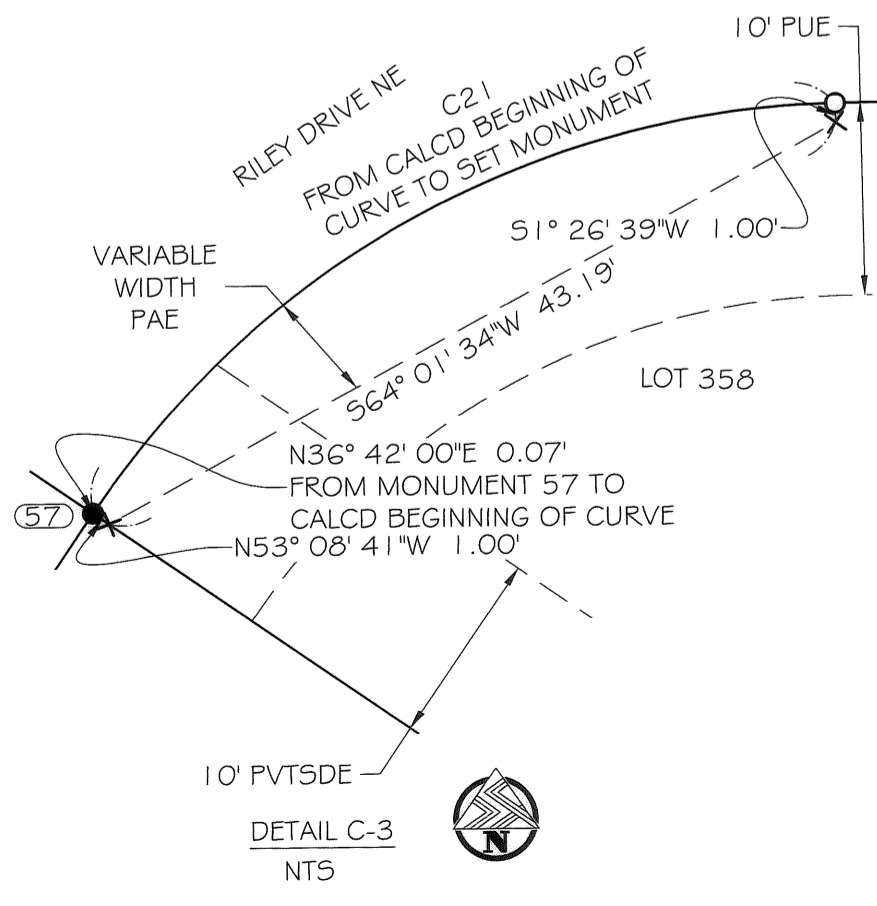 10' PUE
RILEY DRIVE NE
C21
FROM CALCD BEGINNING OF
CURVE TO SET MONUMENT
S1° 26' 39"W 1.00'
VARIABLE
WIDTH
PAE
S64° 01' 34"W 43.19'
LOT 358
N36° 42' 00"E 0.07'
FROM MONUMENT 57 TO
CALCD BEGINNING OF CURVE
57
N53° 08' 41"W 1.00'
10' PVTSDE
DETAIL C-3
NTS
N